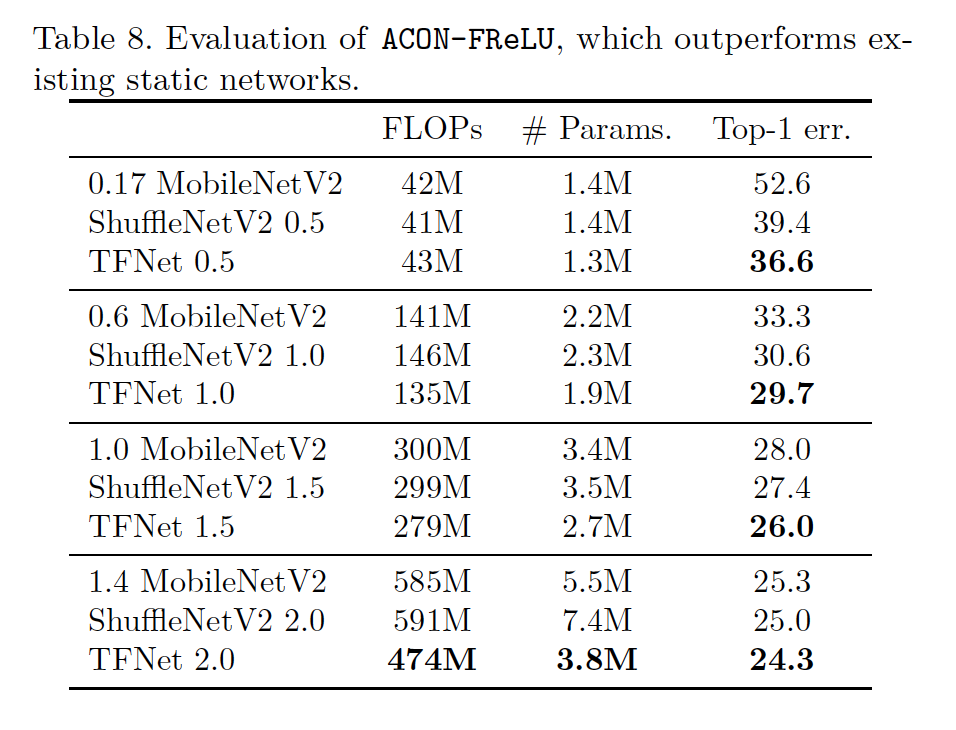 Table 8. Evaluation of ACON-FReLU, which outperforms ex-
isting static networks.
FLOPs # Params. Top-1 err.
0.17 MobileNetV2 42M 1.4M 52.6
ShuffleNetV2 0.5 41M 1.4M 39.4
TFNet 0.5 43M 1.3M 36.6
0.6 MobileNetV2 141M 2.2M 33.3
ShuffleNetV2 1.0 146M 2.3M 30.6
TFNet 1.0 135M 1.9M 29.7
1.0 MobileNetV2 300M 3.4M 28.0
ShuffleNetV2 1.5 299M 3.5M 27.4
TFNet 1.5 279M 2.7M 26.0
1.4 MobileNetV2 585M 5.5M 25.3
ShuffleNetV2 2.0 591M 7.4M 25.0
TFNet 2.0 474M 3.8M 24.3